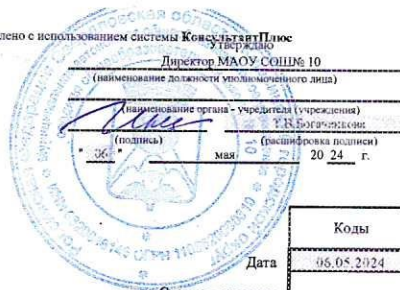 лено с использованием системы КонсультантПлюс
Утверждаю
Директор МАОУ СОШ№ 10
(наименование должности уполномоченного лица)
(наименование органа - учредителя (учреждения)
(подпись) (расшифровка подписи)
" 06 " мая 20 24 г.
Коды
Дата 06.05.2024